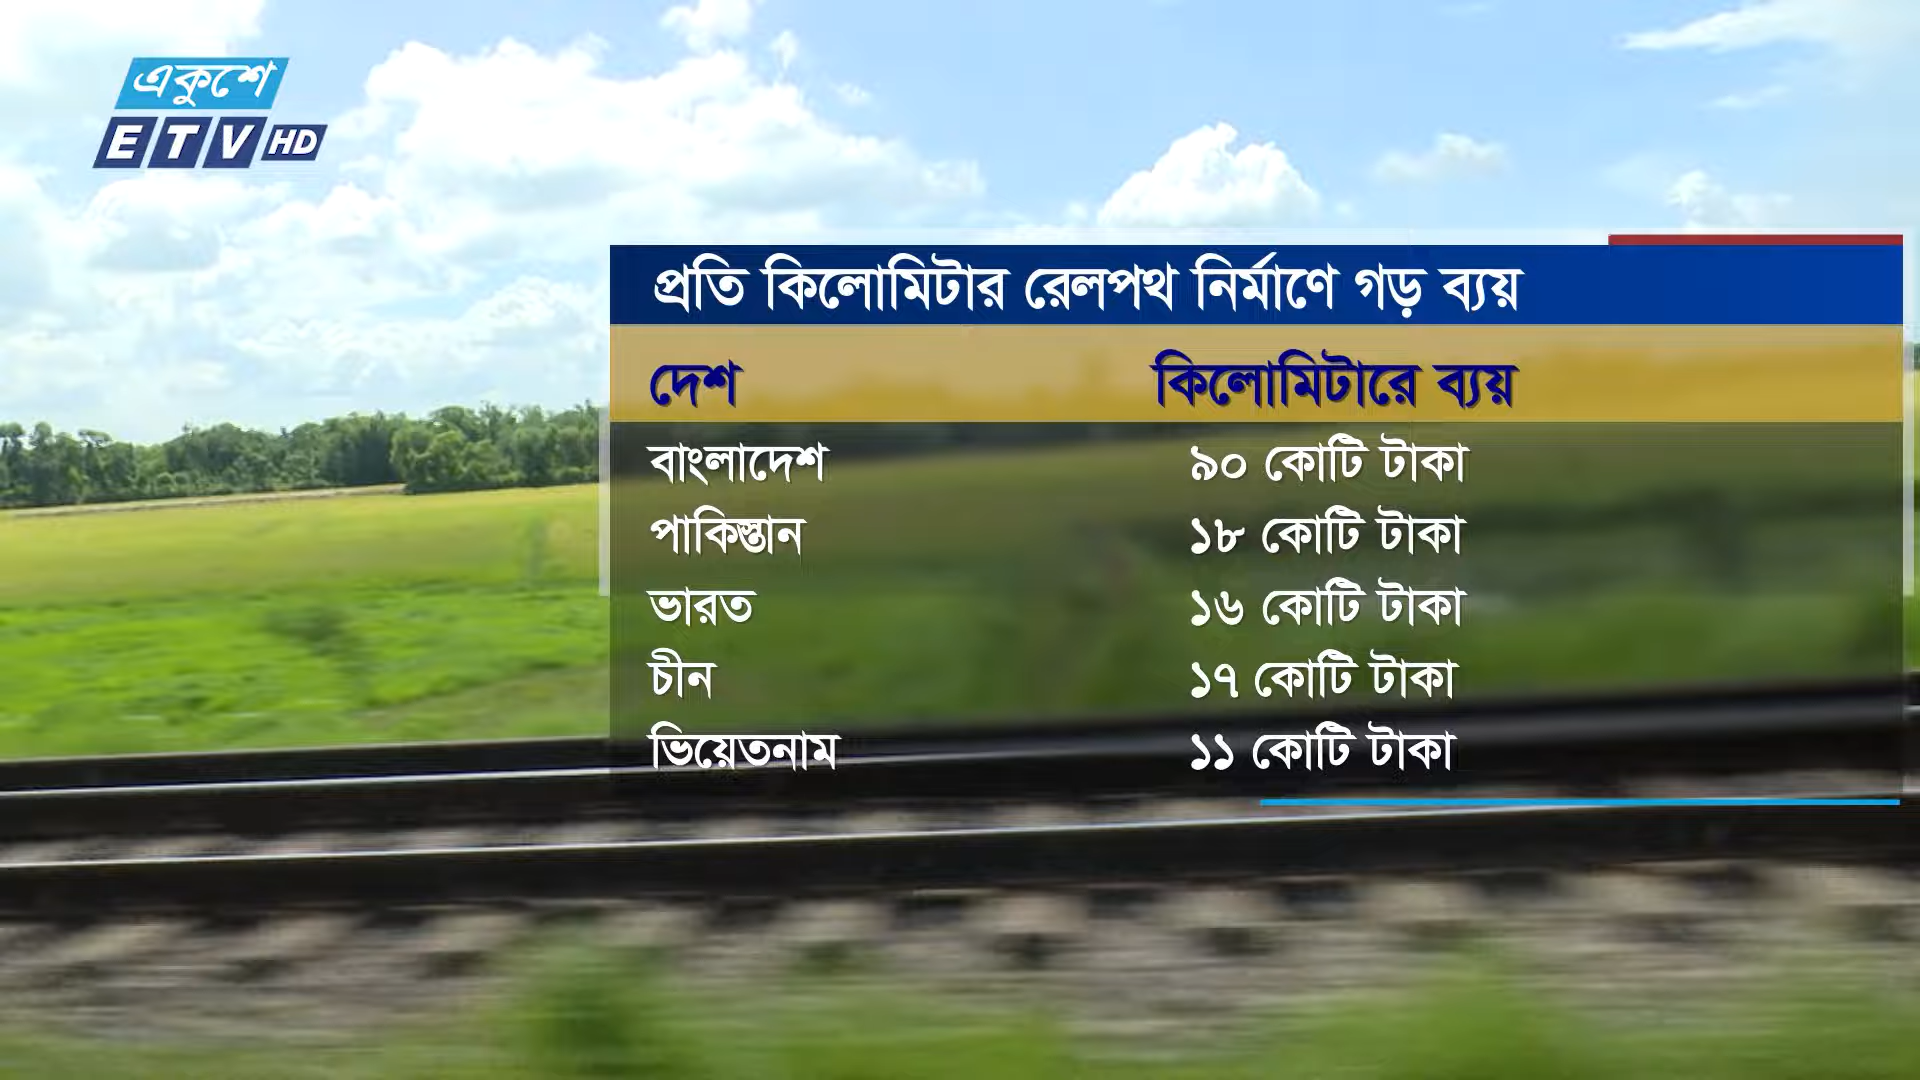 একুশে
ETV HD
প্রতি কিলোমিটার রেলপথ নির্মাণে গড় ব্যয়
দেশ কিলোমিটারে ব্যয়
বাংলাদেশ ৯০ কোটি টাকা
পাকিস্তান ১৮ কোটি টাকা
ভারত ১৬ কোটি টাকা
চীন ১৭ কোটি টাকা
ভিয়েতনাম ১১ কোটি টাকা